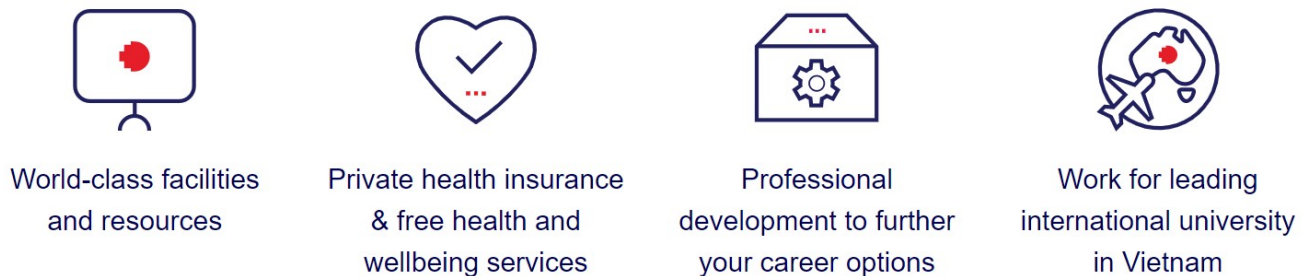 World-class facilities
and resources
Private health insurance
& free health and
wellbeing services
Professional
development to further
your career options
Work for leading
international university
in Vietnam